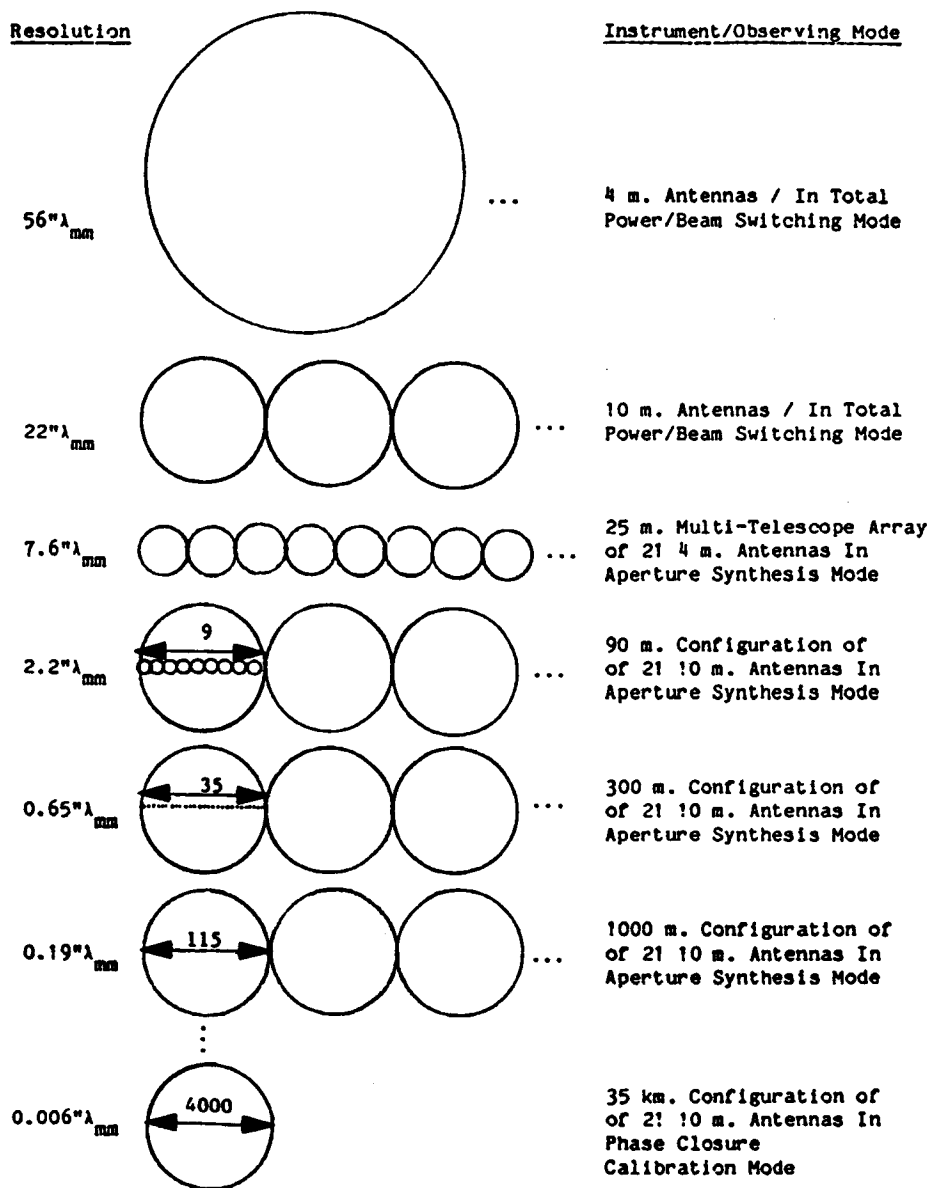 Resolution
Instrument/Observing Mode
56"λmm
...
4 m. Antennas / In Total
Power/Beam Switching Mode
22"λmm
...
10 m. Antennas / In Total
Power/Beam Switching Mode
7.6"λmm
...
25 m. Multi-Telescope Array
of 21 4 m. Antennas In
Aperture Synthesis Mode
2.2"λmm
9
...
90 m. Configuration of
of 21 10 m. Antennas In
Aperture Synthesis Mode
0.65"λmm
35
...
300 m. Configuration of
of 21 10 m. Antennas In
Aperture Synthesis Mode
0.19"λmm
115
...
1000 m. Configuration of
of 21 10 m. Antennas In
Aperture Synthesis Mode
0.006"λmm
4000
35 km. Configuration of
of 21 10 m. Antennas In
Phase Closure
Calibration Mode